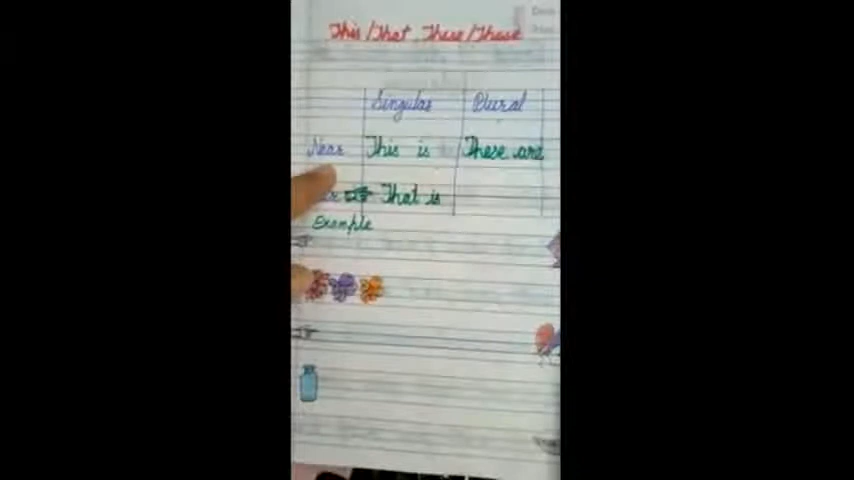 This/That These/Those
Singular Plural
Near This is These are
That is
Example